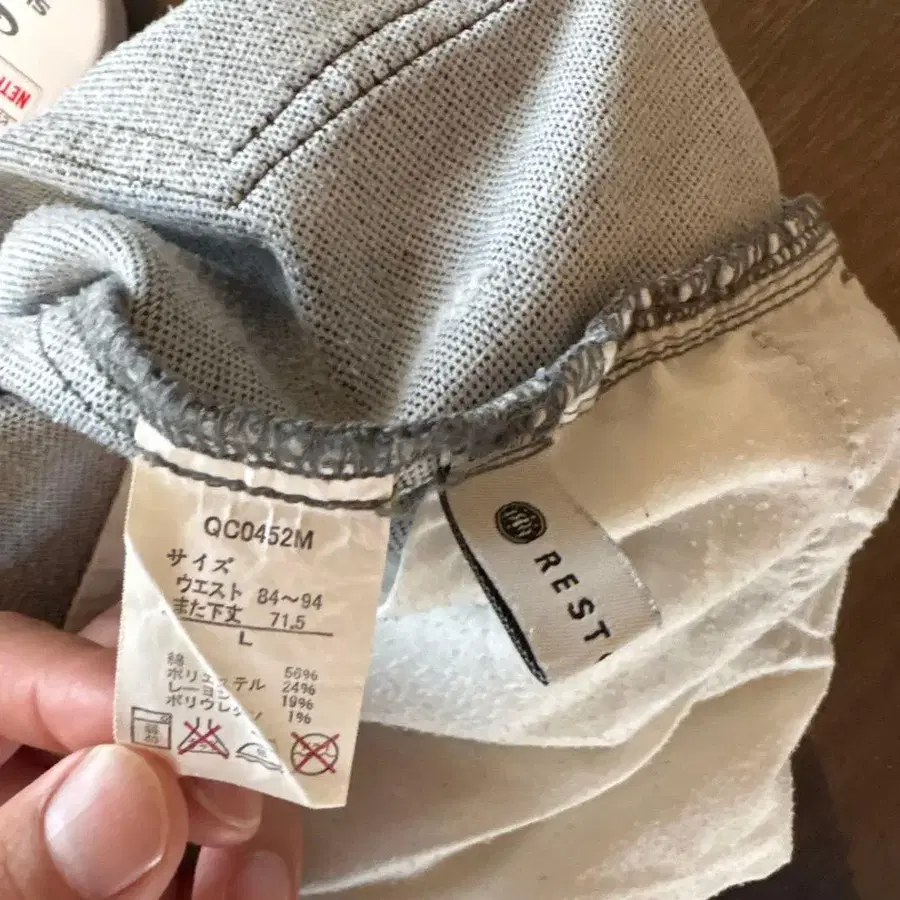 NETF
QC0452M
サイズ
ウエスト 84～94
また下丈 71.5
L
綿 56%
ポリエステル 24%
レーヨン 19%
ポリウレタン 1%
REST